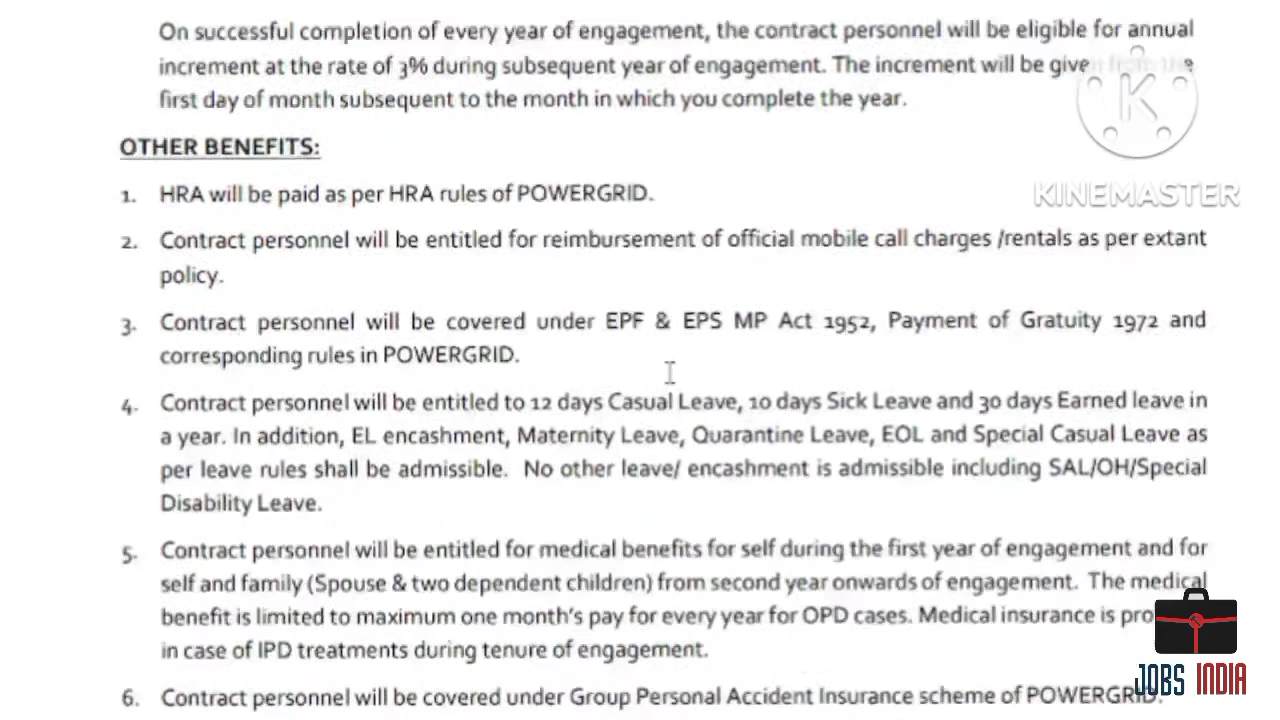 On successful completion of every year of engagement, the contract personnel will be eligible for annual
increment at the rate of 3% during subsequent year of engagement. The increment will be given from the
first day of month subsequent to the month in which you complete the year.
OTHER BENEFITS:
1. HRA will be paid as per HRA rules of POWERGRID.
2. Contract personnel will be entitled for reimbursement of official mobile call charges /rentals as per extant
policy.
3. Contract personnel will be covered under EPF & EPS MP Act 1952, Payment of Gratuity 1972 and
corresponding rules in POWERGRID.
4. Contract personnel will be entitled to 12 days Casual Leave, 10 days Sick Leave and 30 days Earned leave in
a year. In addition, EL encashment, Maternity Leave, Quarantine Leave, EOL and Special Casual Leave as
per leave rules shall be admissible. No other leave/ encashment is admissible including SAL/OH/Special
Disability Leave.
5. Contract personnel will be entitled for medical benefits for self during the first year of engagement and for
self and family (Spouse & two dependent children) from second year onwards of engagement. The medical
benefit is limited to maximum one month's pay for every year for OPD cases. Medical insurance is
in case of IPD treatments during tenure of engagement.
6. Contract personnel will be covered under Group Personal Accident Insurance scheme of POWERGRID.
K
KINEMASTER
JOBS INDIA